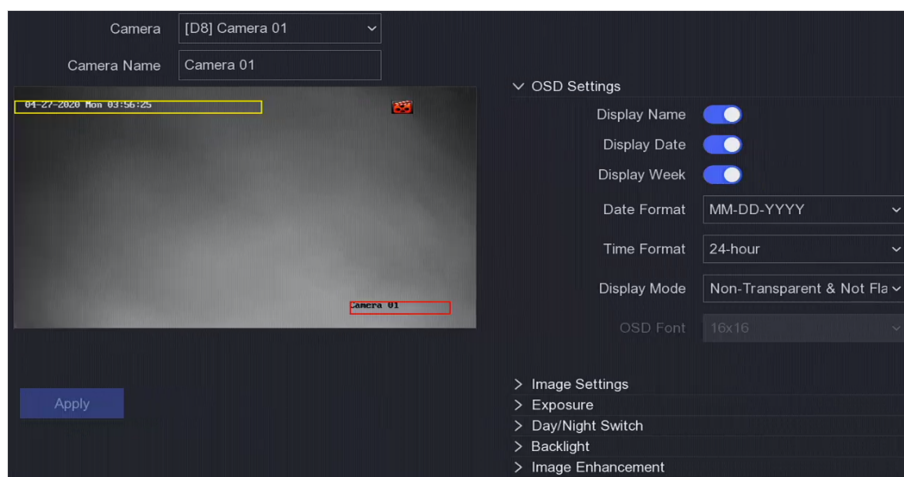 Camera [D8] Camera 01
Camera Name Camera 01
04-27-2020 Mon 03:56:25
Camera 01
Apply
OSD Settings
Display Name
Display Date
Display Week
Date Format MM-DD-YYYY
Time Format 24-hour
Display Mode Non-Transparent & Not Fla
OSD Font 16x16
Image Settings
Exposure
Day/Night Switch
Backlight
Image Enhancement